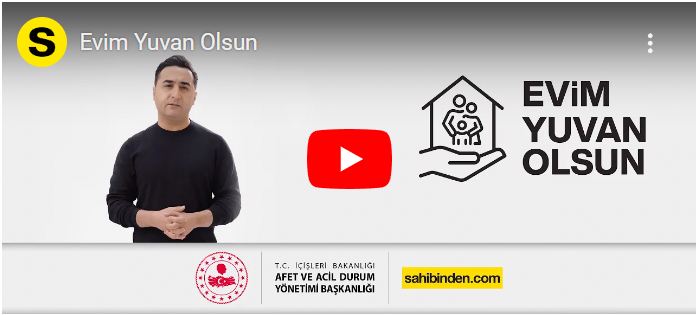 S
Evim Yuvan Olsun
EViM
YUVAN
OLSUN
T.C. İÇİŞLERİ BAKANLIĞI
AFET VE ACİL DURUM
YÖNETİMİ BAŞKANLIĞI
sahibinden.com